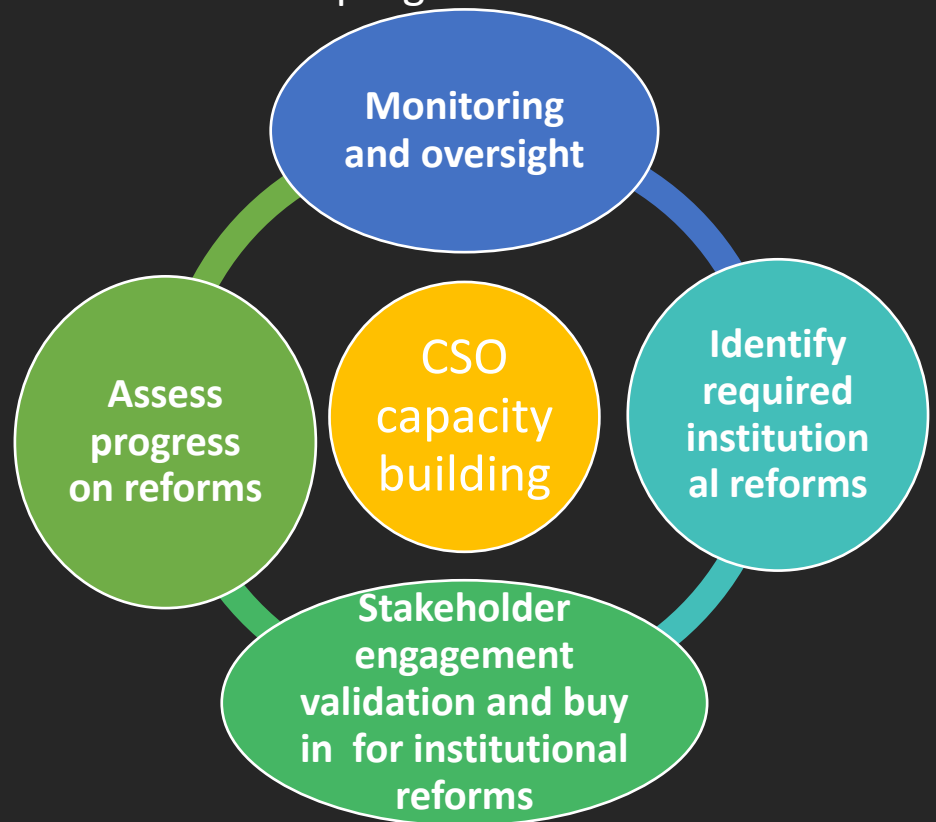 Monitoring
and oversight
Identify
required
institution
al reforms
CSO
capacity
building
Assess
progress
on reforms
Stakeholder
engagement
validation and buy
in for institutional
reforms